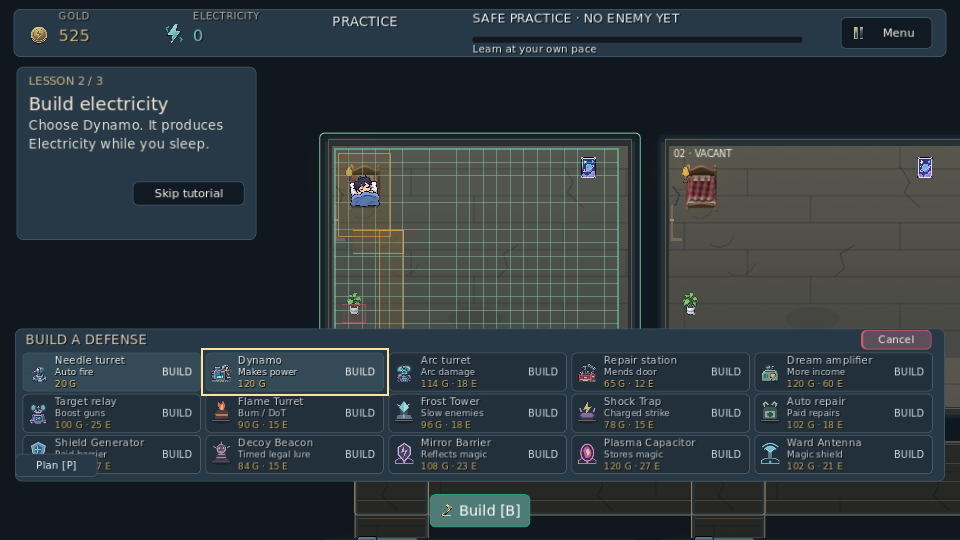 GOLD
525
ELECTRICITY
0
PRACTICE
SAFE PRACTICE · NO ENEMY YET
Learn at your own pace
Menu
LESSON 2 / 3
Build electricity
Choose Dynamo. It produces
Electricity while you sleep.
Skip tutorial
02 · VACANT
BUILD A DEFENSE
Cancel
Needle turret
Auto fire
20 G
BUILD
Dynamo
Makes power
120 G
BUILD
Arc turret
Arc damage
114 G · 18 E
BUILD
Repair station
Mends door
65 G · 12 E
BUILD
Dream amplifier
More income
120 G · 60 E
BUILD
Target relay
Boost guns
100 G · 25 E
BUILD
Flame Turret
Burn / DoT
90 G · 15 E
BUILD
Frost Tower
Slow enemies
96 G · 18 E
BUILD
Shock Trap
Charged strike
78 G · 15 E
BUILD
Auto repair
Paid repairs
102 G · 18 E
BUILD
Shield Generator
barrier
7 E
BUILD
Decoy Beacon
Timed legal lure
84 G · 15 E
BUILD
Mirror Barrier
Reflects magic
108 G · 23 E
BUILD
Plasma Capacitor
Stores magic
120 G · 27 E
BUILD
Ward Antenna
Magic shield
102 G · 21 E
BUILD
Plan [P]
Build [B]